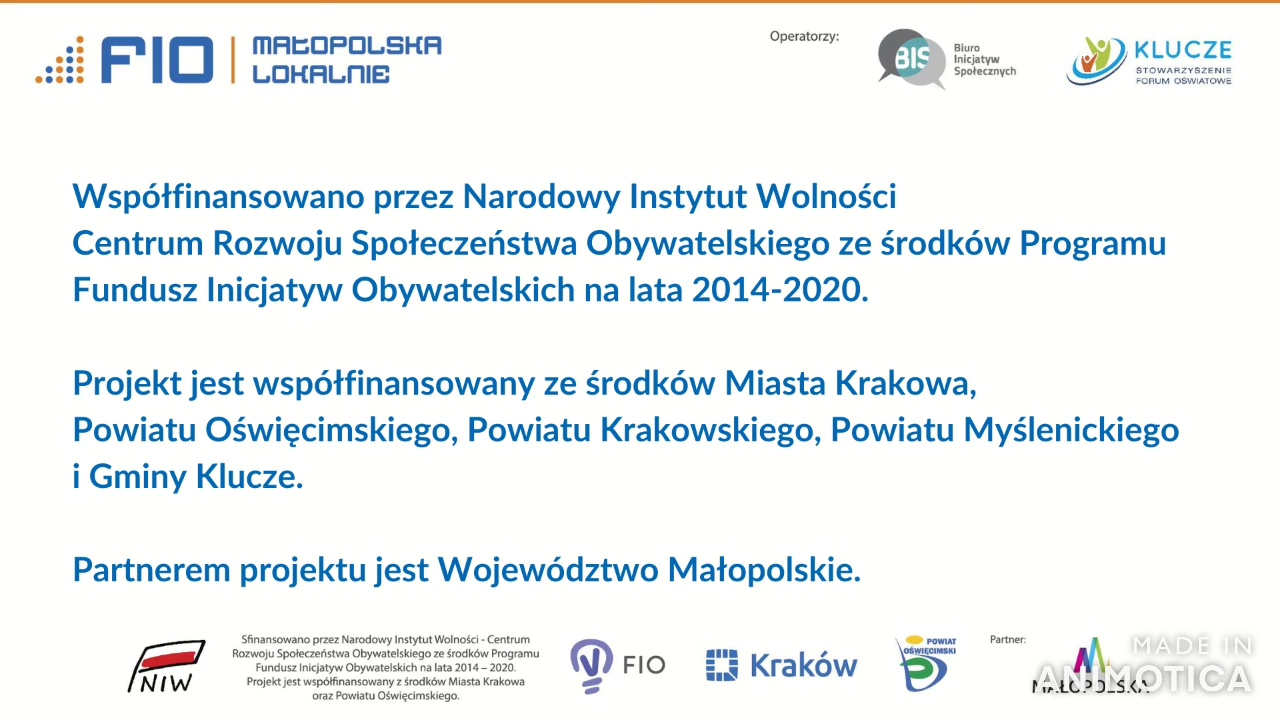 FIO
MAŁOPOLSKA
LOKALNIE
Operatorzy:
BIS
Biuro
Inicjatyw
Społecznych
KLUCZE
STOWARZYSZENIE
FORUM OŚWIATOWE
Współfinansowano przez Narodowy Instytut Wolności
Centrum Rozwoju Społeczeństwa Obywatelskiego ze środków Programu
Fundusz Inicjatyw Obywatelskich na lata 2014-2020.
Projekt jest współfinansowany ze środków Miasta Krakowa,
Powiatu Oświęcimskiego, Powiatu Krakowskiego, Powiatu Myślenickiego
i Gminy Klucze.
Partnerem projektu jest Województwo Małopolskie.
NIW
Sfinansowano przez Narodowy Instytut Wolności - Centrum
Rozwoju Społeczeństwa Obywatelskiego ze środków Programu
Fundusz Inicjatyw Obywatelskich na lata 2014 – 2020.
Projekt jest współfinansowany z środków Miasta Krakowa
oraz Powiatu Oświęcimskiego.
FIO
Kraków
POWIAT
OŚWIĘCIMSKI
Partner:
MAŁOPOLSKA
MADE IN
ANIMOTICA